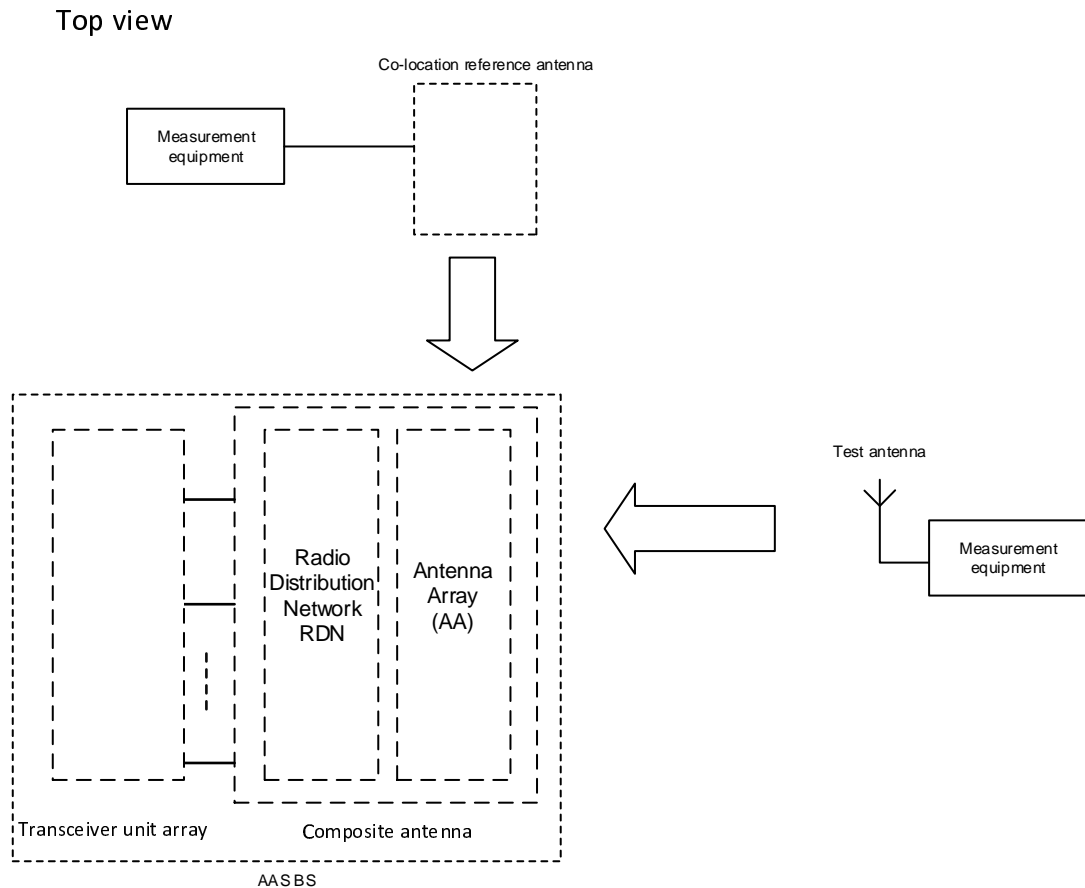 Top view
Co-location reference antenna
Measurement
equipment
Test antenna
Measurement
equipment
Radio
Distribution
Network
RDN
Antenna
Array
(AA)
Transceiver unit array
Composite antenna
AAS BS